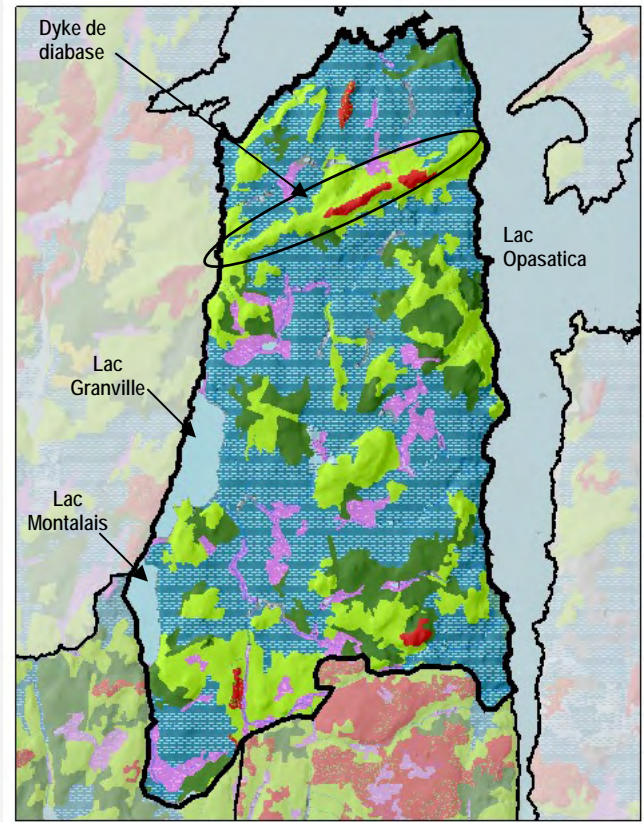 Dyke de
diabase
Lac
Opasatica
Lac
Granville
Lac
Montalais